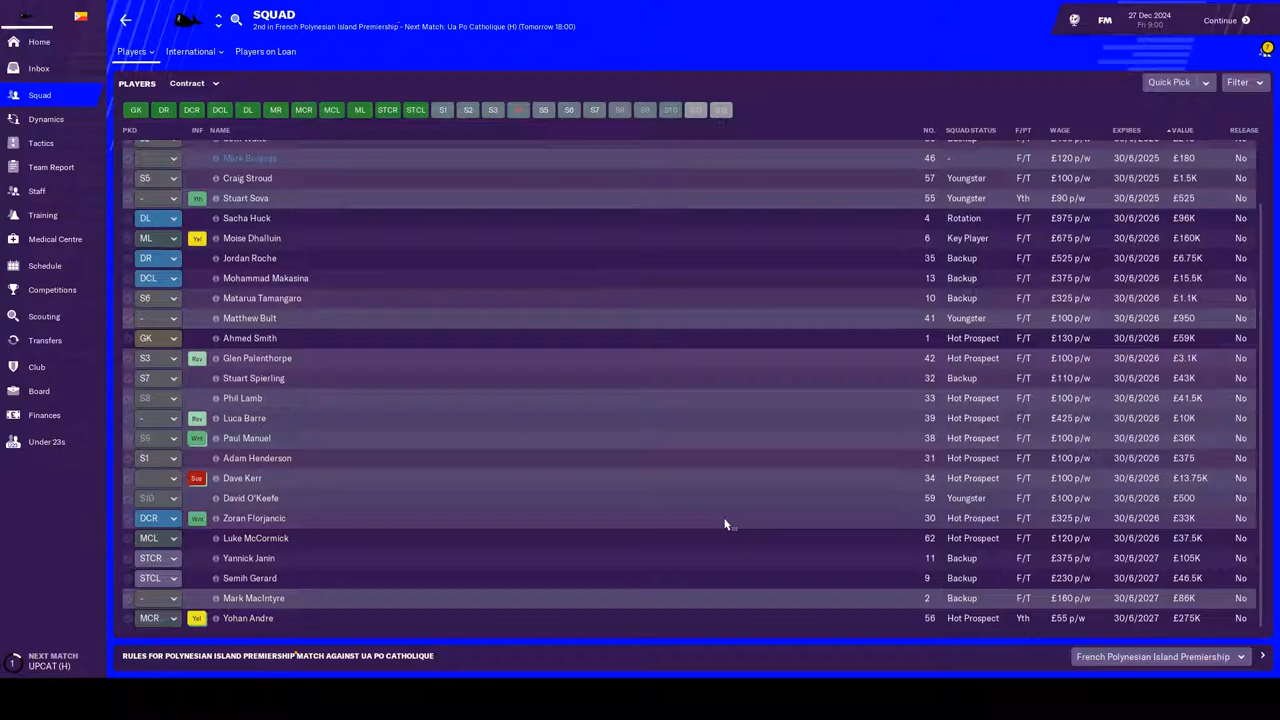 SQUAD
2nd in French Polynesian Island Premiership - Next Match: Ua Po Catholique (H) (Tomorrow 18:00)
FM
27 Dec 2024
Fri 9:00
Continue
7
Home
Inbox
Squad
Dynamics
Tactics
Team Report
Staff
Training
Medical Centre
Schedule
Competitions
Scouting
Transfers
Club
Board
Finances
Under 23s
1
NEXT MATCH
UPCAT (H)
Players International Players on Loan
PLAYERS Contract Quick Pick Filter
GK DR DCR DCL DL MR MCR MCL ML STCR STCL S1 S2 S3 S5 S6 S7 S8 S9 S10
PKD INF NAME NO. SQUAD STATUS F/PT WAGE EXPIRES VALUE RELEASE
Mark Burgess 46 - F/T £120 p/w 30/6/2025 £180 No
S5 Craig Stroud 57 Youngster F/T £100 p/w 30/6/2025 £1.5K No
- Yth Stuart Sova 55 Youngster Yth £90 p/w 30/6/2025 £525 No
DL Sacha Huck 4 Rotation F/T £975 p/w 30/6/2026 £96K No
ML Yel Moise Dhalluin 6 Key Player F/T £675 p/w 30/6/2026 £160K No
DR Jordan Roche 35 Backup F/T £525 p/w 30/6/2026 £6.75K No
DCL Mohammad Makasina 13 Backup F/T £375 p/w 30/6/2026 £15.5K No
S6 Matarua Tamangaro 10 Backup F/T £325 p/w 30/6/2026 £1.1K No
- Matthew Bult 41 Youngster F/T £100 p/w 30/6/2026 £950 No
GK Ahmed Smith 1 Hot Prospect F/T £130 p/w 30/6/2026 £59K No
S3 Rsv Glen Palenthorpe 42 Hot Prospect F/T £100 p/w 30/6/2026 £3.1K No
S7 Stuart Spierling 32 Backup F/T £110 p/w 30/6/2026 £43K No
S8 Phil Lamb 33 Hot Prospect F/T £100 p/w 30/6/2026 £41.5K No
- Rsv Luca Barre 39 Hot Prospect F/T £425 p/w 30/6/2026 £10K No
S9 Wnt Paul Manuel 38 Hot Prospect F/T £100 p/w 30/6/2026 £36K No
S1 Adam Henderson 31 Hot Prospect F/T £100 p/w 30/6/2026 £375 No
Sus Dave Kerr 34 Hot Prospect F/T £100 p/w 30/6/2026 £13.75K No
S10 David O'Keefe 59 Youngster F/T £100 p/w 30/6/2026 £500 No
DCR Wnt Zoran Florjancic 30 Hot Prospect F/T £325 p/w 30/6/2026 £33K No
MCL Luke McCormick 62 Hot Prospect F/T £120 p/w 30/6/2026 £37.5K No
STCR Yannick Janin 11 Backup F/T £375 p/w 30/6/2027 £105K No
STCL Semih Gerard 9 Backup F/T £230 p/w 30/6/2027 £46.5K No
- Mark MacIntyre 2 Backup F/T £160 p/w 30/6/2027 £86K No
MCR Yel Yohan Andre 56 Hot Prospect Yth £55 p/w 30/6/2027 £275K No
RULES FOR POLYNESIAN ISLAND PREMIERSHIP MATCH AGAINST UA PO CATHOLIQUE
French Polynesian Island Premiership